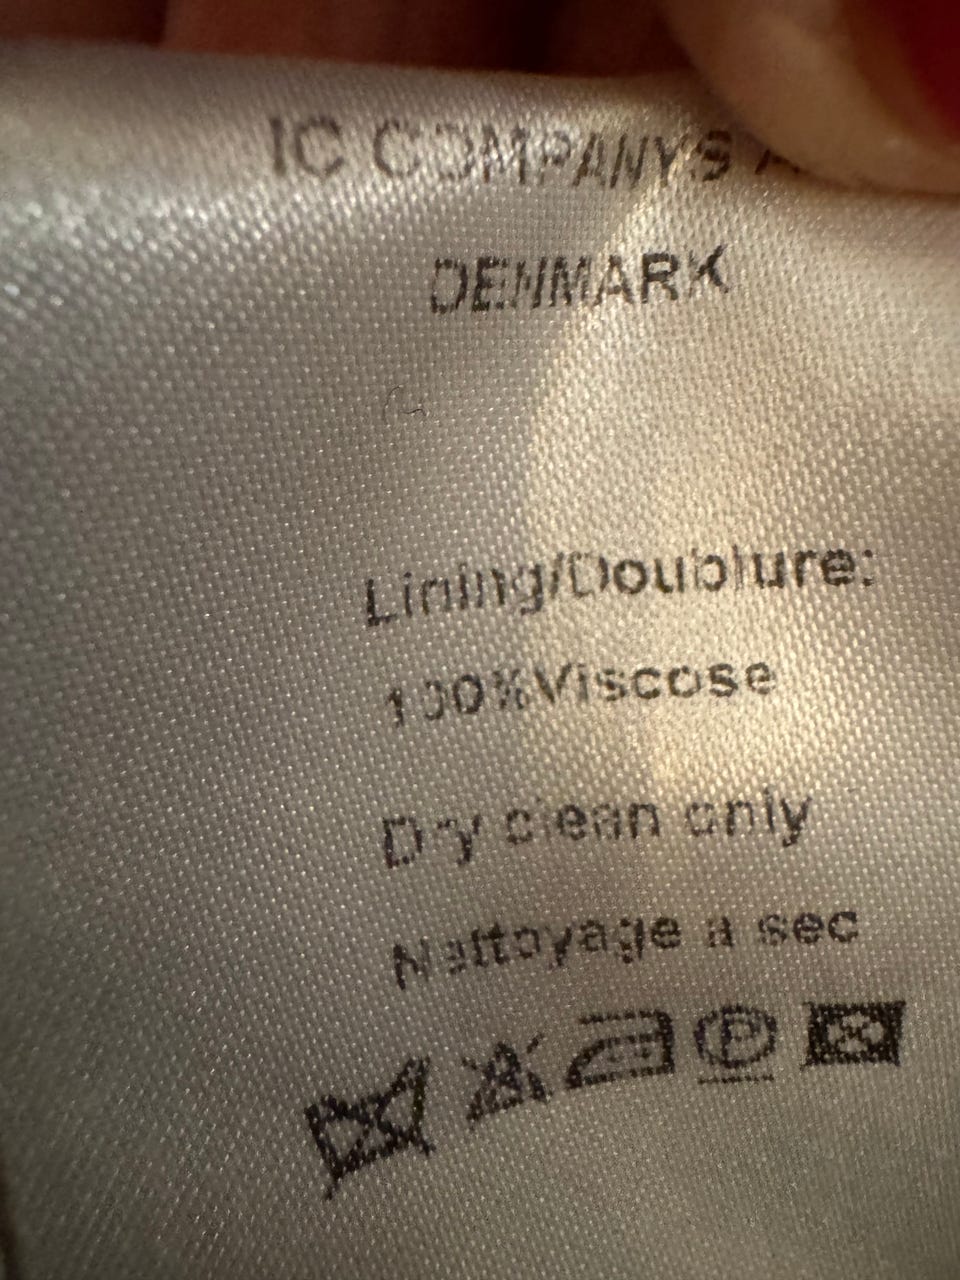 IC COMPANYS A
DENMARK
Lining/Doublure:
100%Viscose
Dry clean only
Nettoyage a sec
P